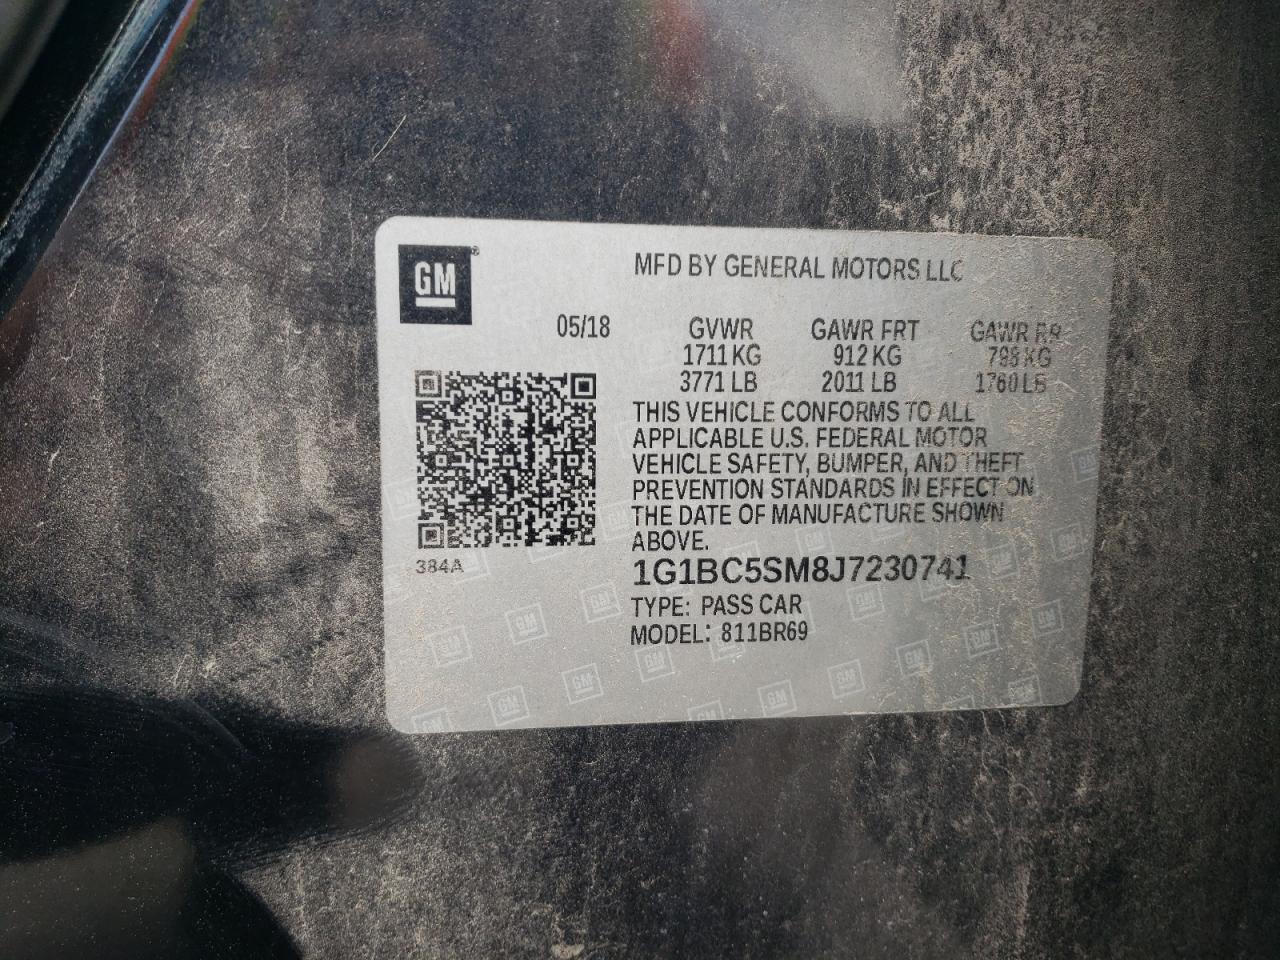 GM
MFD BY GENERAL MOTORS LLC
05/18 GVWR GAWR FRT GAWR RR
1711 KG 912 KG 798 KG
3771 LB 2011 LB 1760 LB
THIS VEHICLE CONFORMS TO ALL
APPLICABLE U.S. FEDERAL MOTOR
VEHICLE SAFETY, BUMPER, AND THEFT
PREVENTION STANDARDS IN EFFECT ON
THE DATE OF MANUFACTURE SHOWN
ABOVE.
384A
1G1BC5SM8J7230741
TYPE: PASS CAR
MODEL: 811BR69